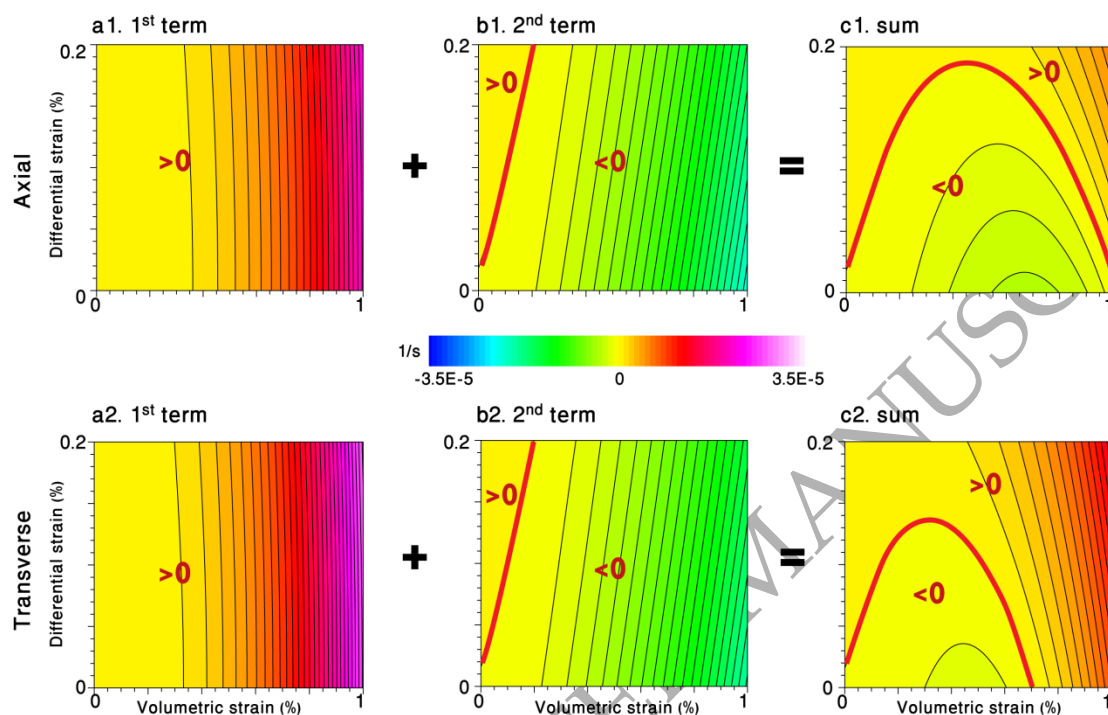 a1. 1st term
b1. 2nd term
c1. sum
Axial
Differential strain (%)
0.2
0
0
1
>0
+
0.2
0
0
1
>0
<0
=
0.2
0
0
1
>0
<0
1/s
-3.5E-5
0
3.5E-5
a2. 1st term
b2. 2nd term
c2. sum
Transverse
Differential strain (%)
0.2
0
>0
+
0.2
0
>0
<0
=
0.2
0
>0
<0
0
Volumetric strain (%)
1
0
Volumetric strain (%)
1
0
Volumetric strain (%)
1